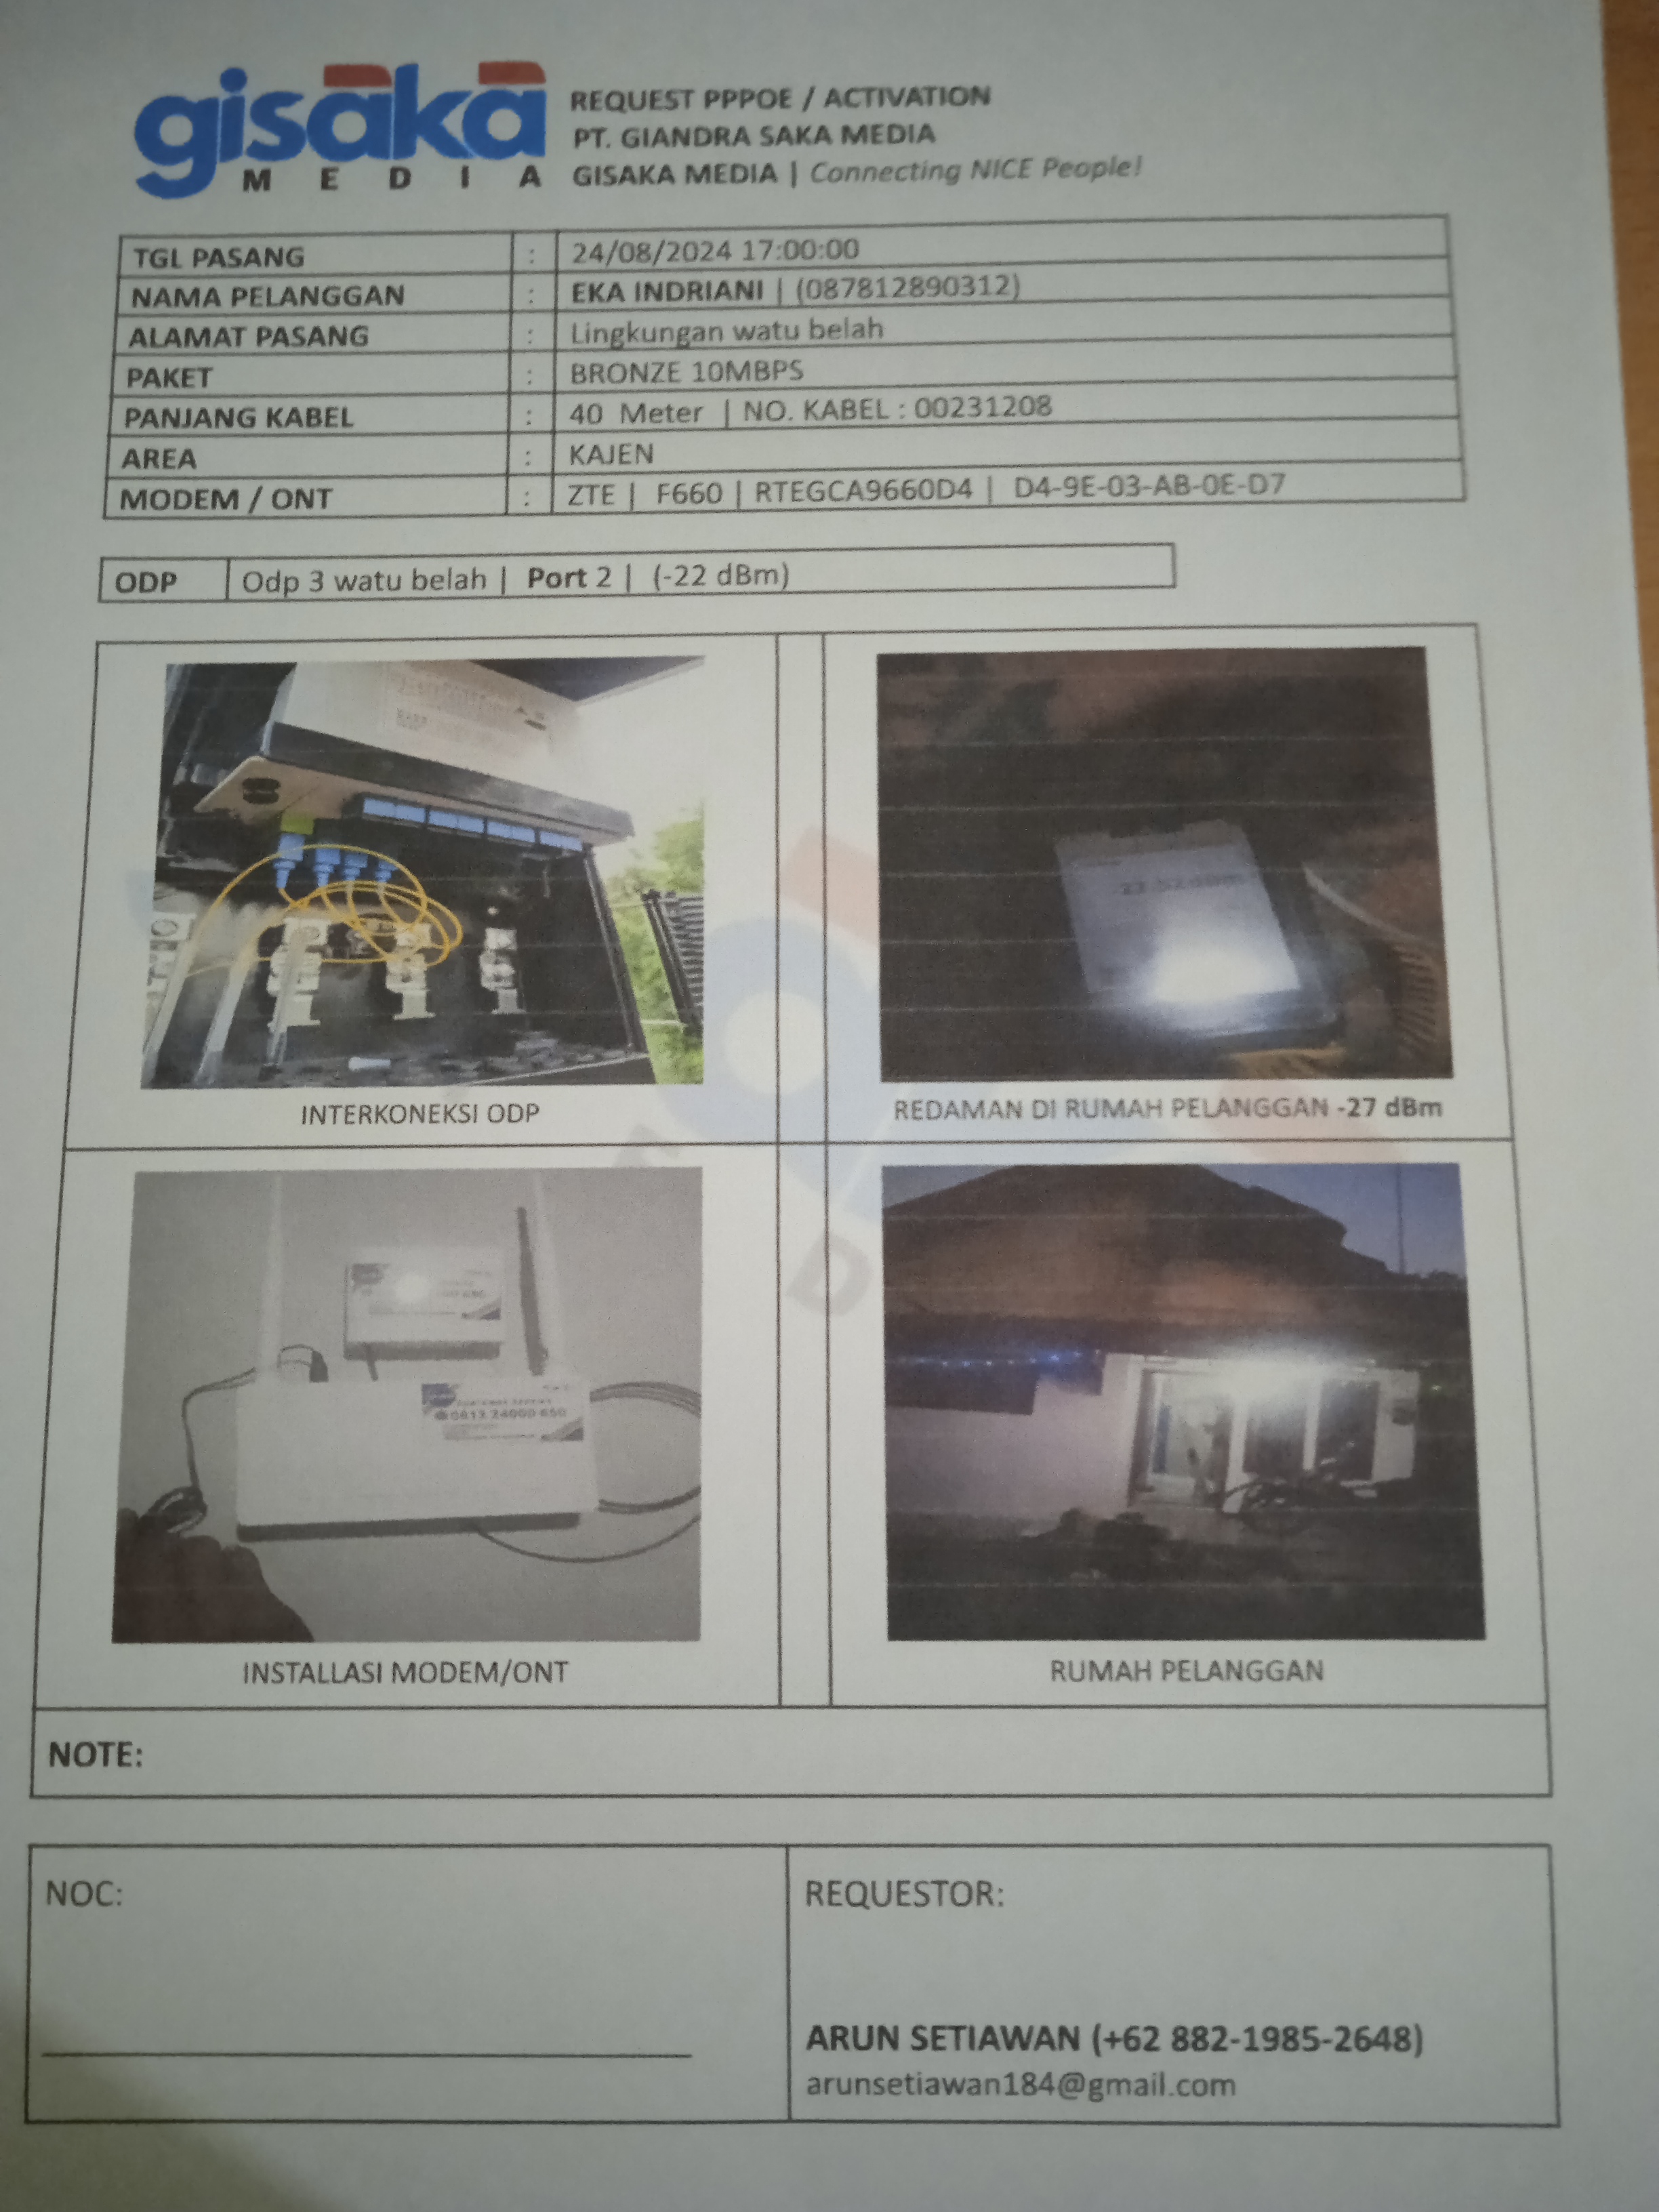 gisaka
MEDIA
REQUEST PPPOE / ACTIVATION
PT. GIANDRA SAKA MEDIA
GISAKA MEDIA | Connecting NICE People!
TGL PASANG : 24/08/2024 17:00:00
NAMA PELANGGAN : EKA INDRIANI | (087812890312)
ALAMAT PASANG : Lingkungan watu belah
PAKET : BRONZE 10MBPS
PANJANG KABEL : 40 Meter | NO. KABEL : 00231208
AREA : KAJEN
MODEM / ONT : ZTE | F660 | RTEGCA9660D4 | D4-9E-03-AB-0E-D7
ODP Odp 3 watu belah | Port 2 | (-22 dBm)
INTERKONEKSI ODP
REDAMAN DI RUMAH PELANGGAN -27 dBm
0813 24000 650
INSTALLASI MODEM/ONT
RUMAH PELANGGAN
NOTE:
NOC:
REQUESTOR:
ARUN SETIAWAN (+62 882-1985-2648)
arunsetiawan184@gmail.com